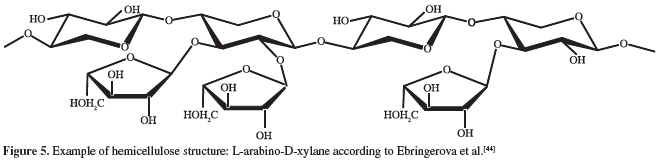 OH OH
HO O O HO O O
O O O O O
O O
O O OH
O O
OH OH OH
HOH₂C HOH₂C HOH₂C
OH OH OH
Figure 5. Example of hemicellulose structure: L-arabino-D-xylane according to Ebringerova et al.[44]